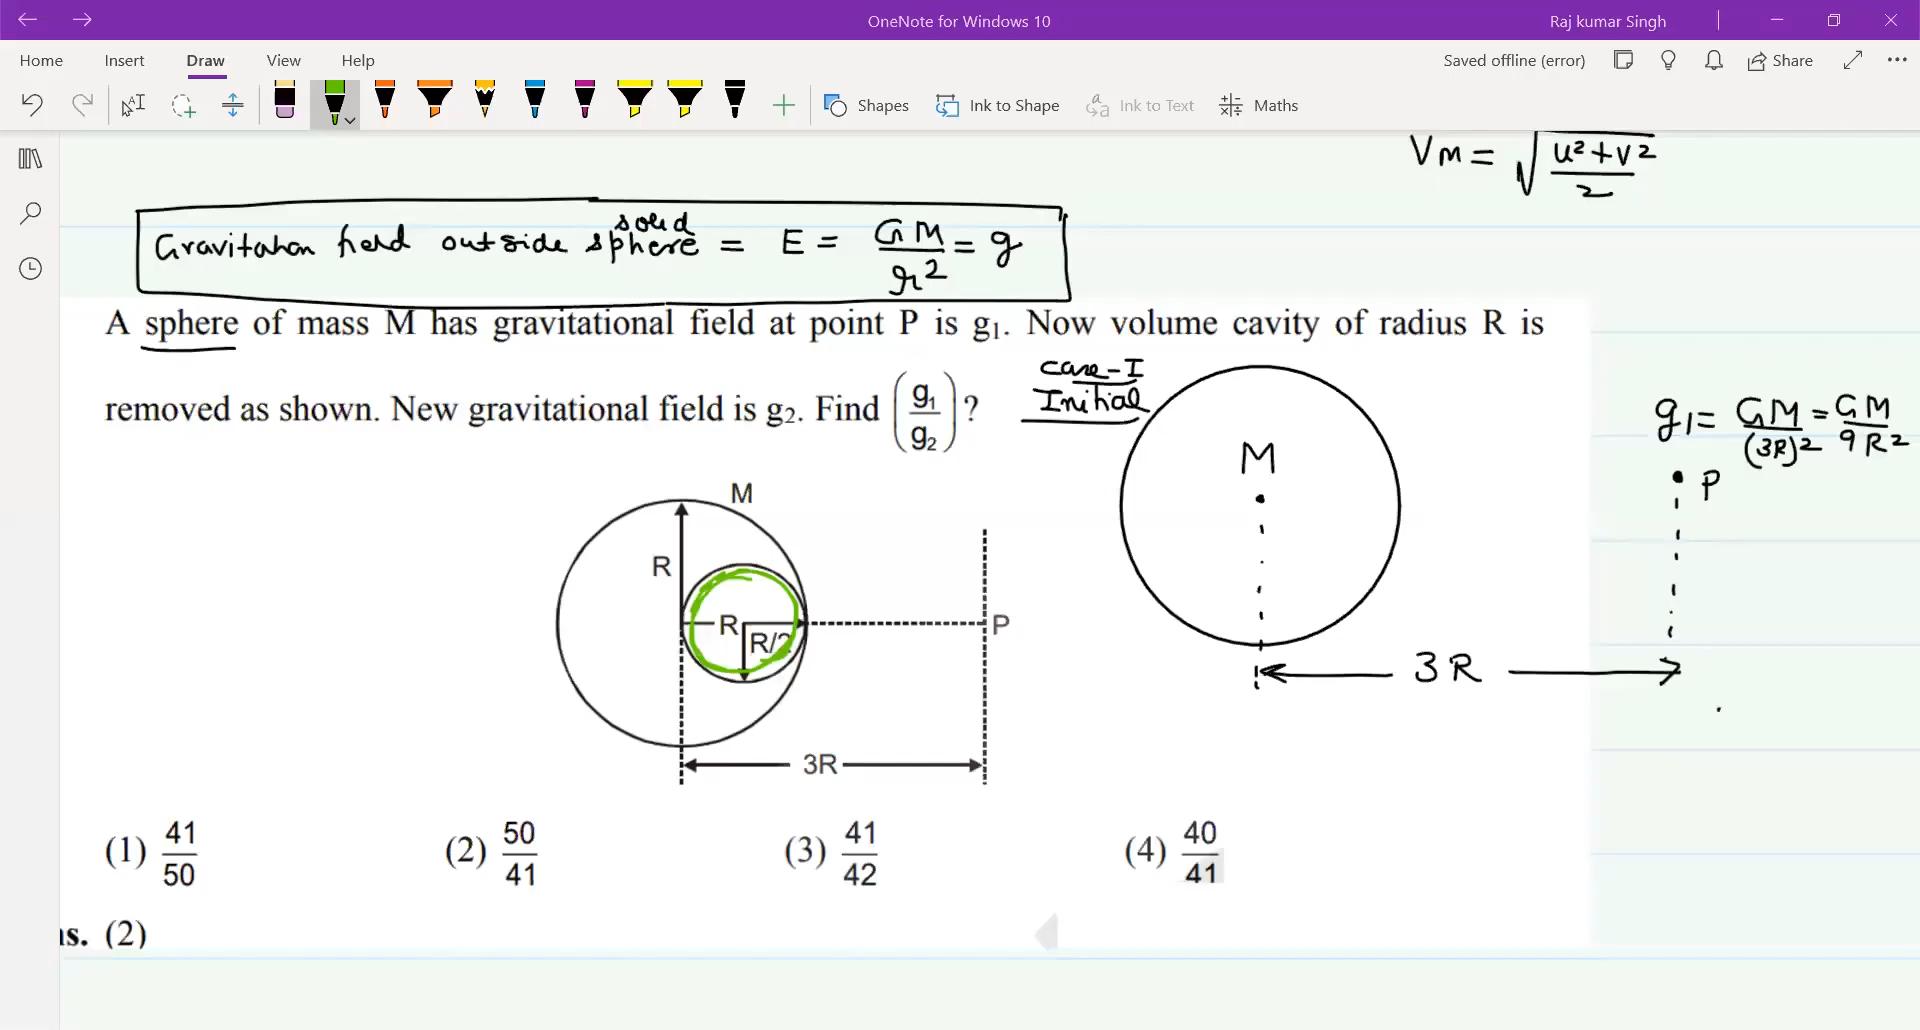 OneNote for Windows 10
Raj kumar Singh
Home Insert Draw View Help
Saved offline (error) Share
Shapes Ink to Shape Ink to Text Maths
Vm = √(u²+v²/2)
Gravitahon field outside solid sphere = E = GM/r² = g
A sphere of mass M has gravitational field at point P is g₁. Now volume cavity of radius R is
removed as shown. New gravitational field is g₂. Find (g₁/g₂)?
case-I
Initial
M
g₁ = GM/(3R)² = GM/9R²
P
3R
M
R
R
R/2
P
3R
(1) 41/50 (2) 50/41 (3) 41/42 (4) 40/41
ns. (2)